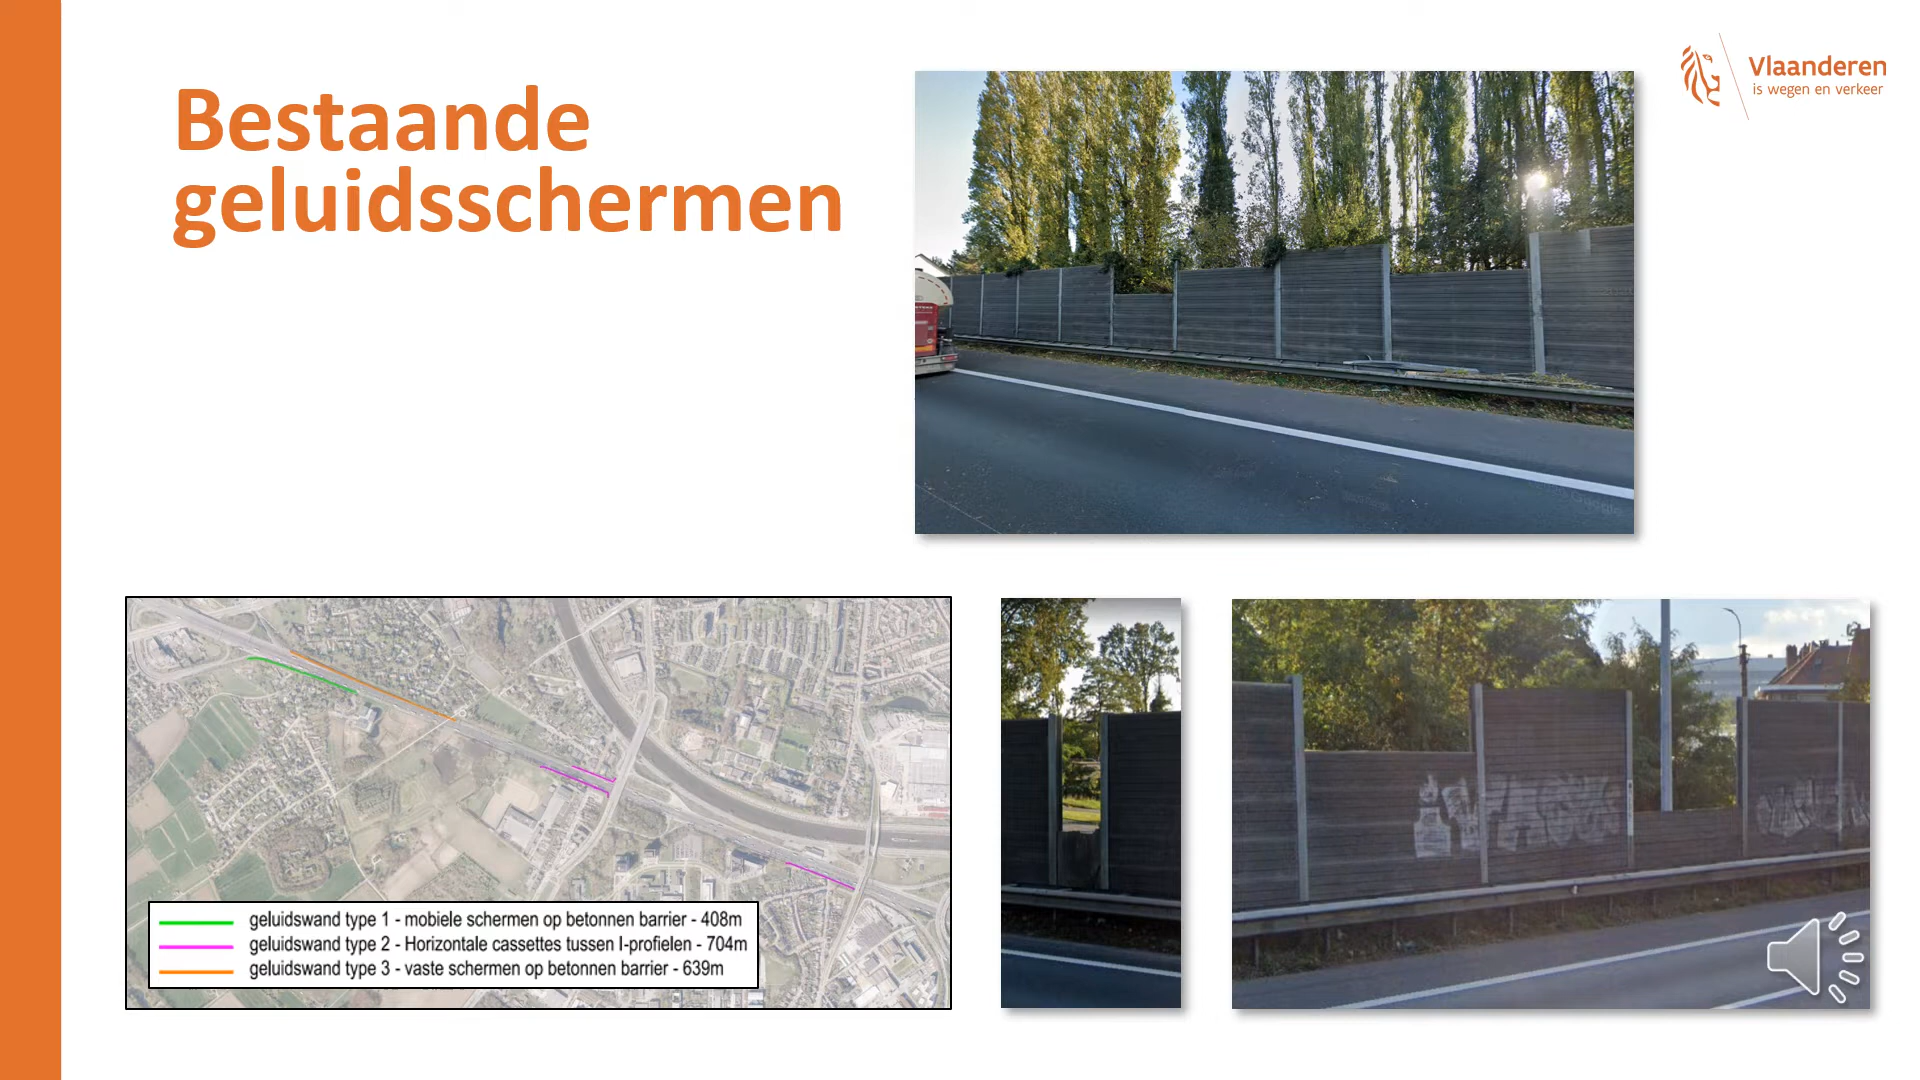 Bestaande
geluidsschermen
Vlaanderen
is wegen en verkeer
geluidswand type 1 - mobiele schermen op betonnen barrier - 408m
geluidswand type 2 - Horizontale cassettes tussen I-profielen - 704m
geluidswand type 3 - vaste schermen op betonnen barrier - 639m